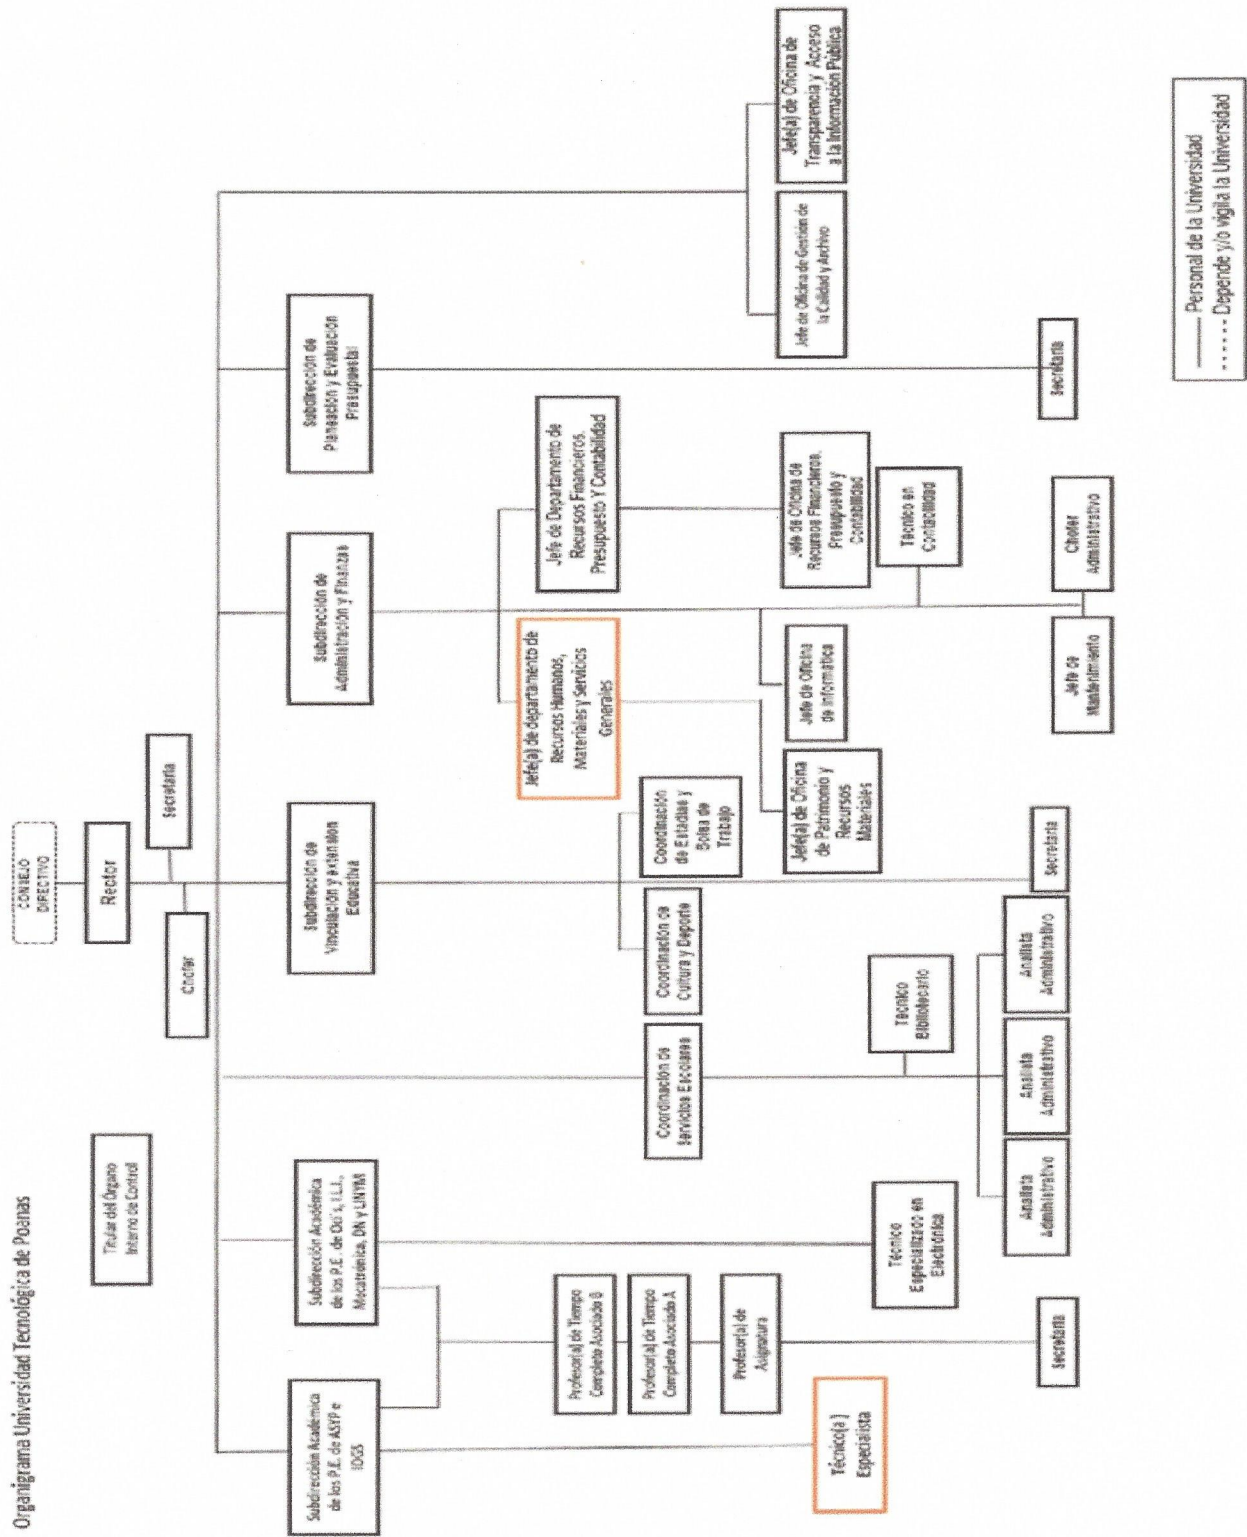 Organigrama Universidad Tecnológica de Poanas
CONSEJO
DIRECTIVO
Rector
Titular del Órgano
Interno de Control
Chofer
Secretaria
Subdirección Académica
de los P.E. de ASYP e
IDGS
Subdirección Académica
de los P.E. de
Mecatrónica, DN y LINYM
Subdirección de
Vinculación y extensión
Educativa
Subdirección de
Administración y Finanzas
Subdirección de
Planeación y Evaluación
Presupuestal
Jefe(a) de departamento de
Recursos Humanos,
Materiales y Servicios
Generales
Jefe de Departamento de
Recursos Financieros,
Presupuesto Y Contabilidad
Profesor(a) de Tiempo
Completo Asociado B
Profesor(a) de Tiempo
Completo Asociado A
Profesor(a) de
Asignatura
Coordinación de
Servicios Escolares
Coordinación de
Cultura y Deporte
Coordinación
de Estadías y
Bolsa de
Trabajo
Jefe(a) de Oficina
de Patrimonio y
Recursos
Materiales
Jefe de Oficina
de Informática
Jefe de Oficina de
Recursos Financieros,
Presupuesto y
Contabilidad
Jefe de Oficina de Gestión de
la Calidad y Archivo
Jefe(a) de Oficina de
Transparencia y Acceso
a la Información Pública
Técnico(a)
Especialista
Técnico
Especializado en
Electrónica
Técnico
Bibliotecario
Técnico en
Contabilidad
Analista
Administrativo
Analista
Administrativo
Analista
Administrativo
Secretaria
Secretaria
Jefe de
Mantenimiento
Chofer
Administrativo
Secretaria
Personal de la Universidad
Depende y/o vigila la Universidad